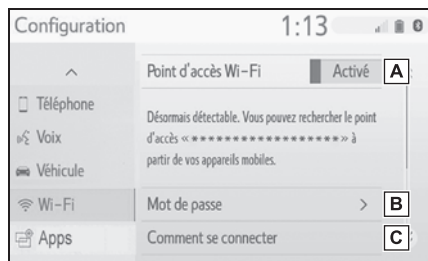 Configuration 1:13
Point d'accès Wi-Fi Activé A
Téléphone
Désormais détectable. Vous pouvez rechercher le point
d'accès «********************» à
partir de vos appareils mobiles.
Voix
Véhicule
Wi-Fi
Mot de passe > B
Apps
Comment se connecter C